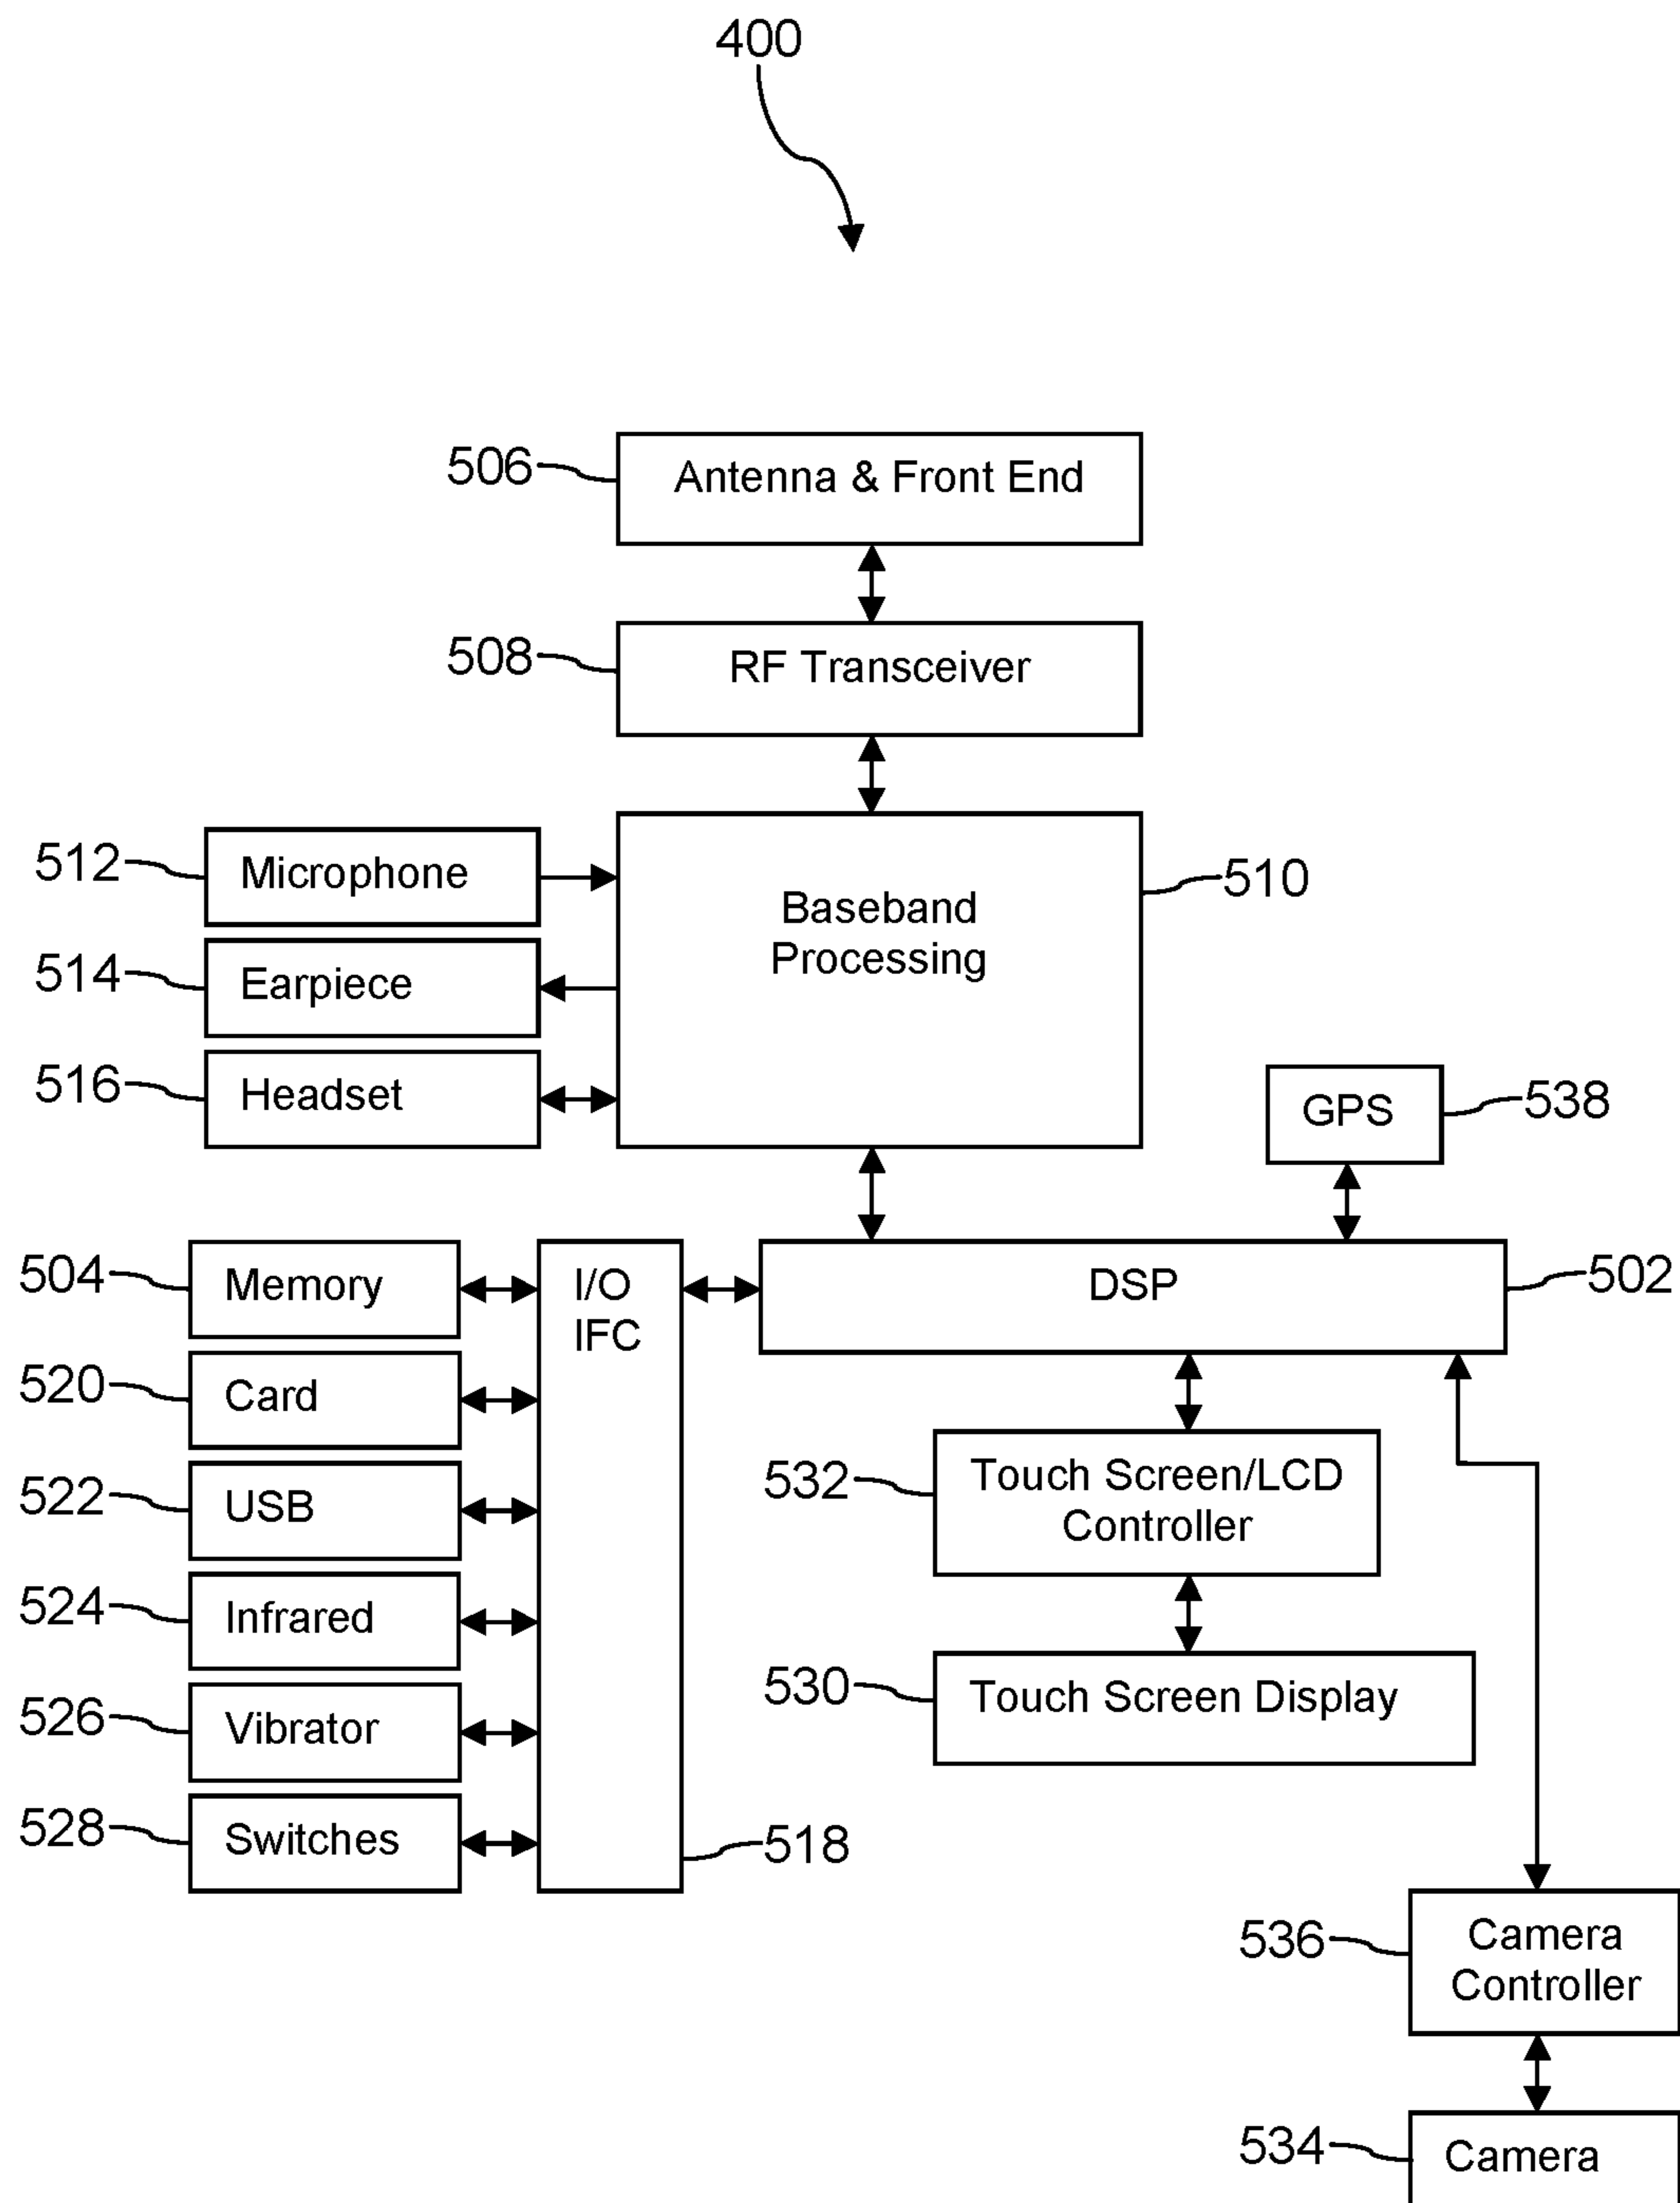 400
506
Antenna & Front End
508
RF Transceiver
512
Microphone
Baseband
Processing
510
514
Earpiece
516
Headset
GPS
538
504
Memory
I/O
IFC
DSP
502
520
Card
522
USB
532
Touch Screen/LCD
Controller
524
Infrared
526
Vibrator
530
Touch Screen Display
528
Switches
518
536
Camera
Controller
534
Camera